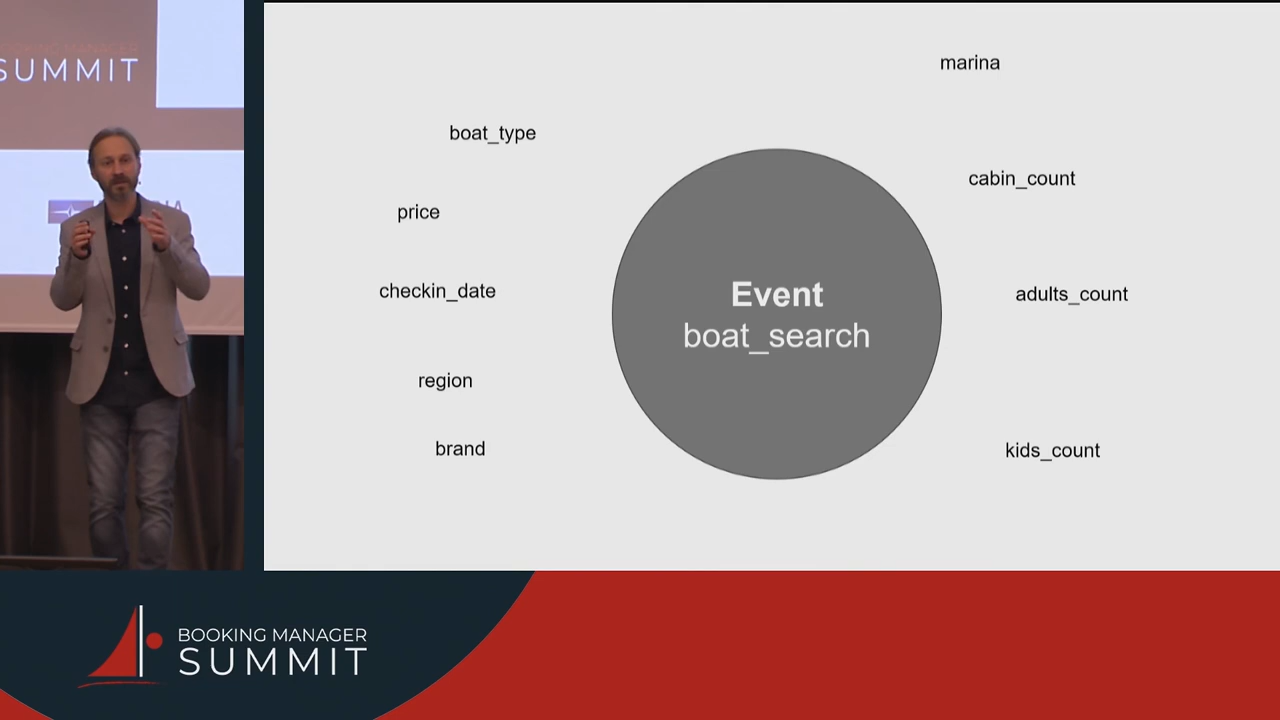 SUMMIT
marina
boat_type
cabin_count
price
checkin_date
adults_count
Event
boat_search
region
brand
kids_count
BOOKING MANAGER
SUMMIT